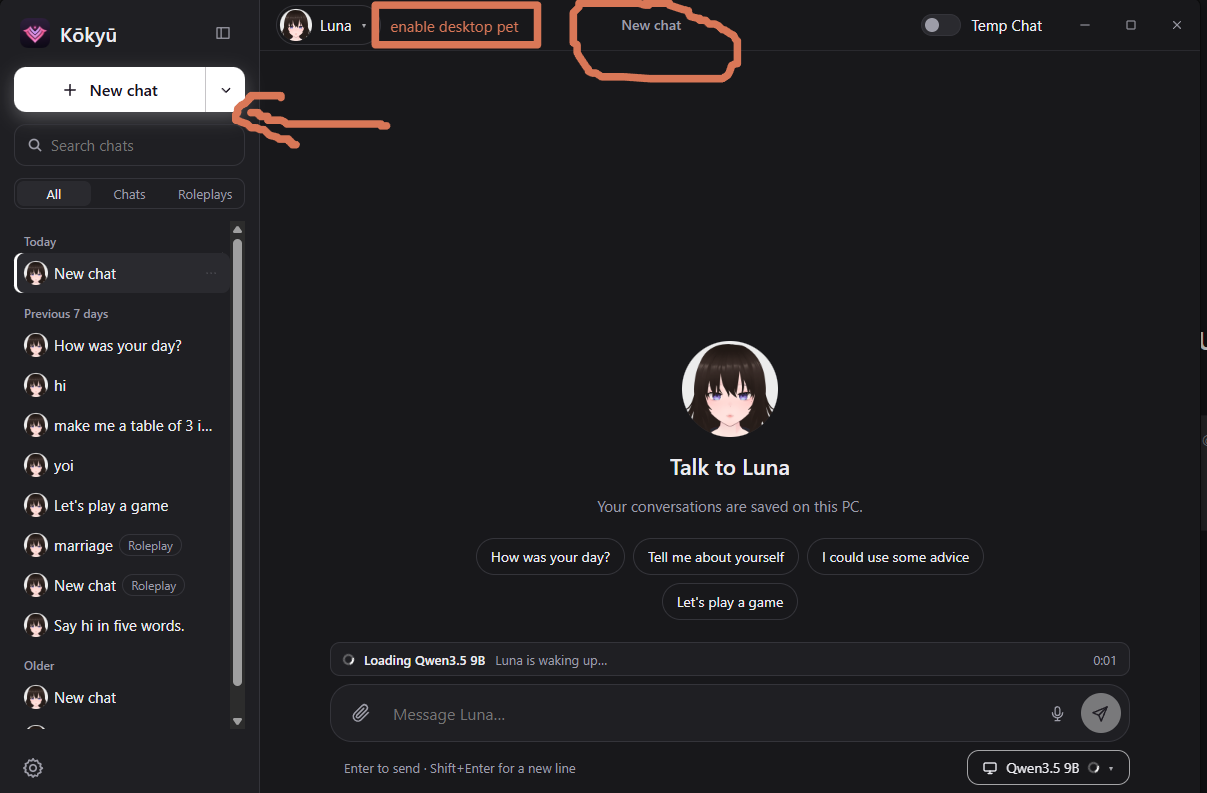 Kōkyū
Luna
enable desktop pet
New chat
Temp Chat
+ New chat
Search chats
All
Chats
Roleplays
Today
New chat
Previous 7 days
How was your day?
hi
make me a table of 3 i...
yoi
Let's play a game
marriage Roleplay
New chat Roleplay
Say hi in five words.
Older
New chat
Talk to Luna
Your conversations are saved on this PC.
How was your day?
Tell me about yourself
I could use some advice
Let's play a game
Loading Qwen3.5 9B Luna is waking up... 0:01
Message Luna...
Enter to send · Shift+Enter for a new line
Qwen3.5 9B